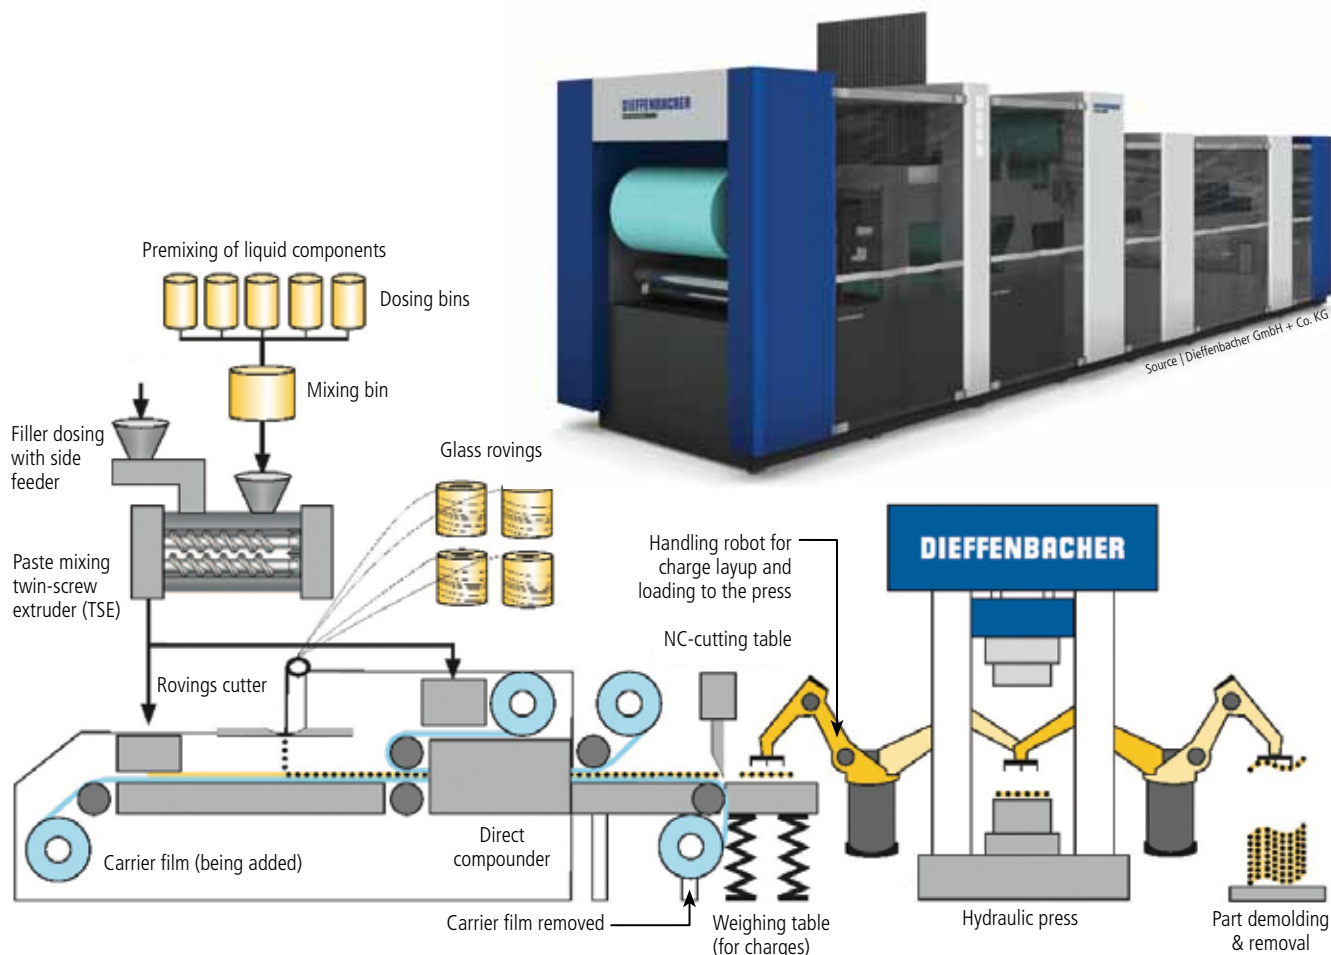 DIEFFENBACHER
Source | Dieffenbacher GmbH + Co. KG
Premixing of liquid components
Dosing bins
Mixing bin
Filler dosing
with side
feeder
Glass rovings
Paste mixing
twin-screw
extruder (TSE)
Handling robot for
charge layup and
loading to the press
DIEFFENBACHER
NC-cutting table
Rovings cutter
Direct
compounder
Carrier film (being added)
Carrier film removed
Weighing table
(for charges)
Hydraulic press
Part demolding
& removal